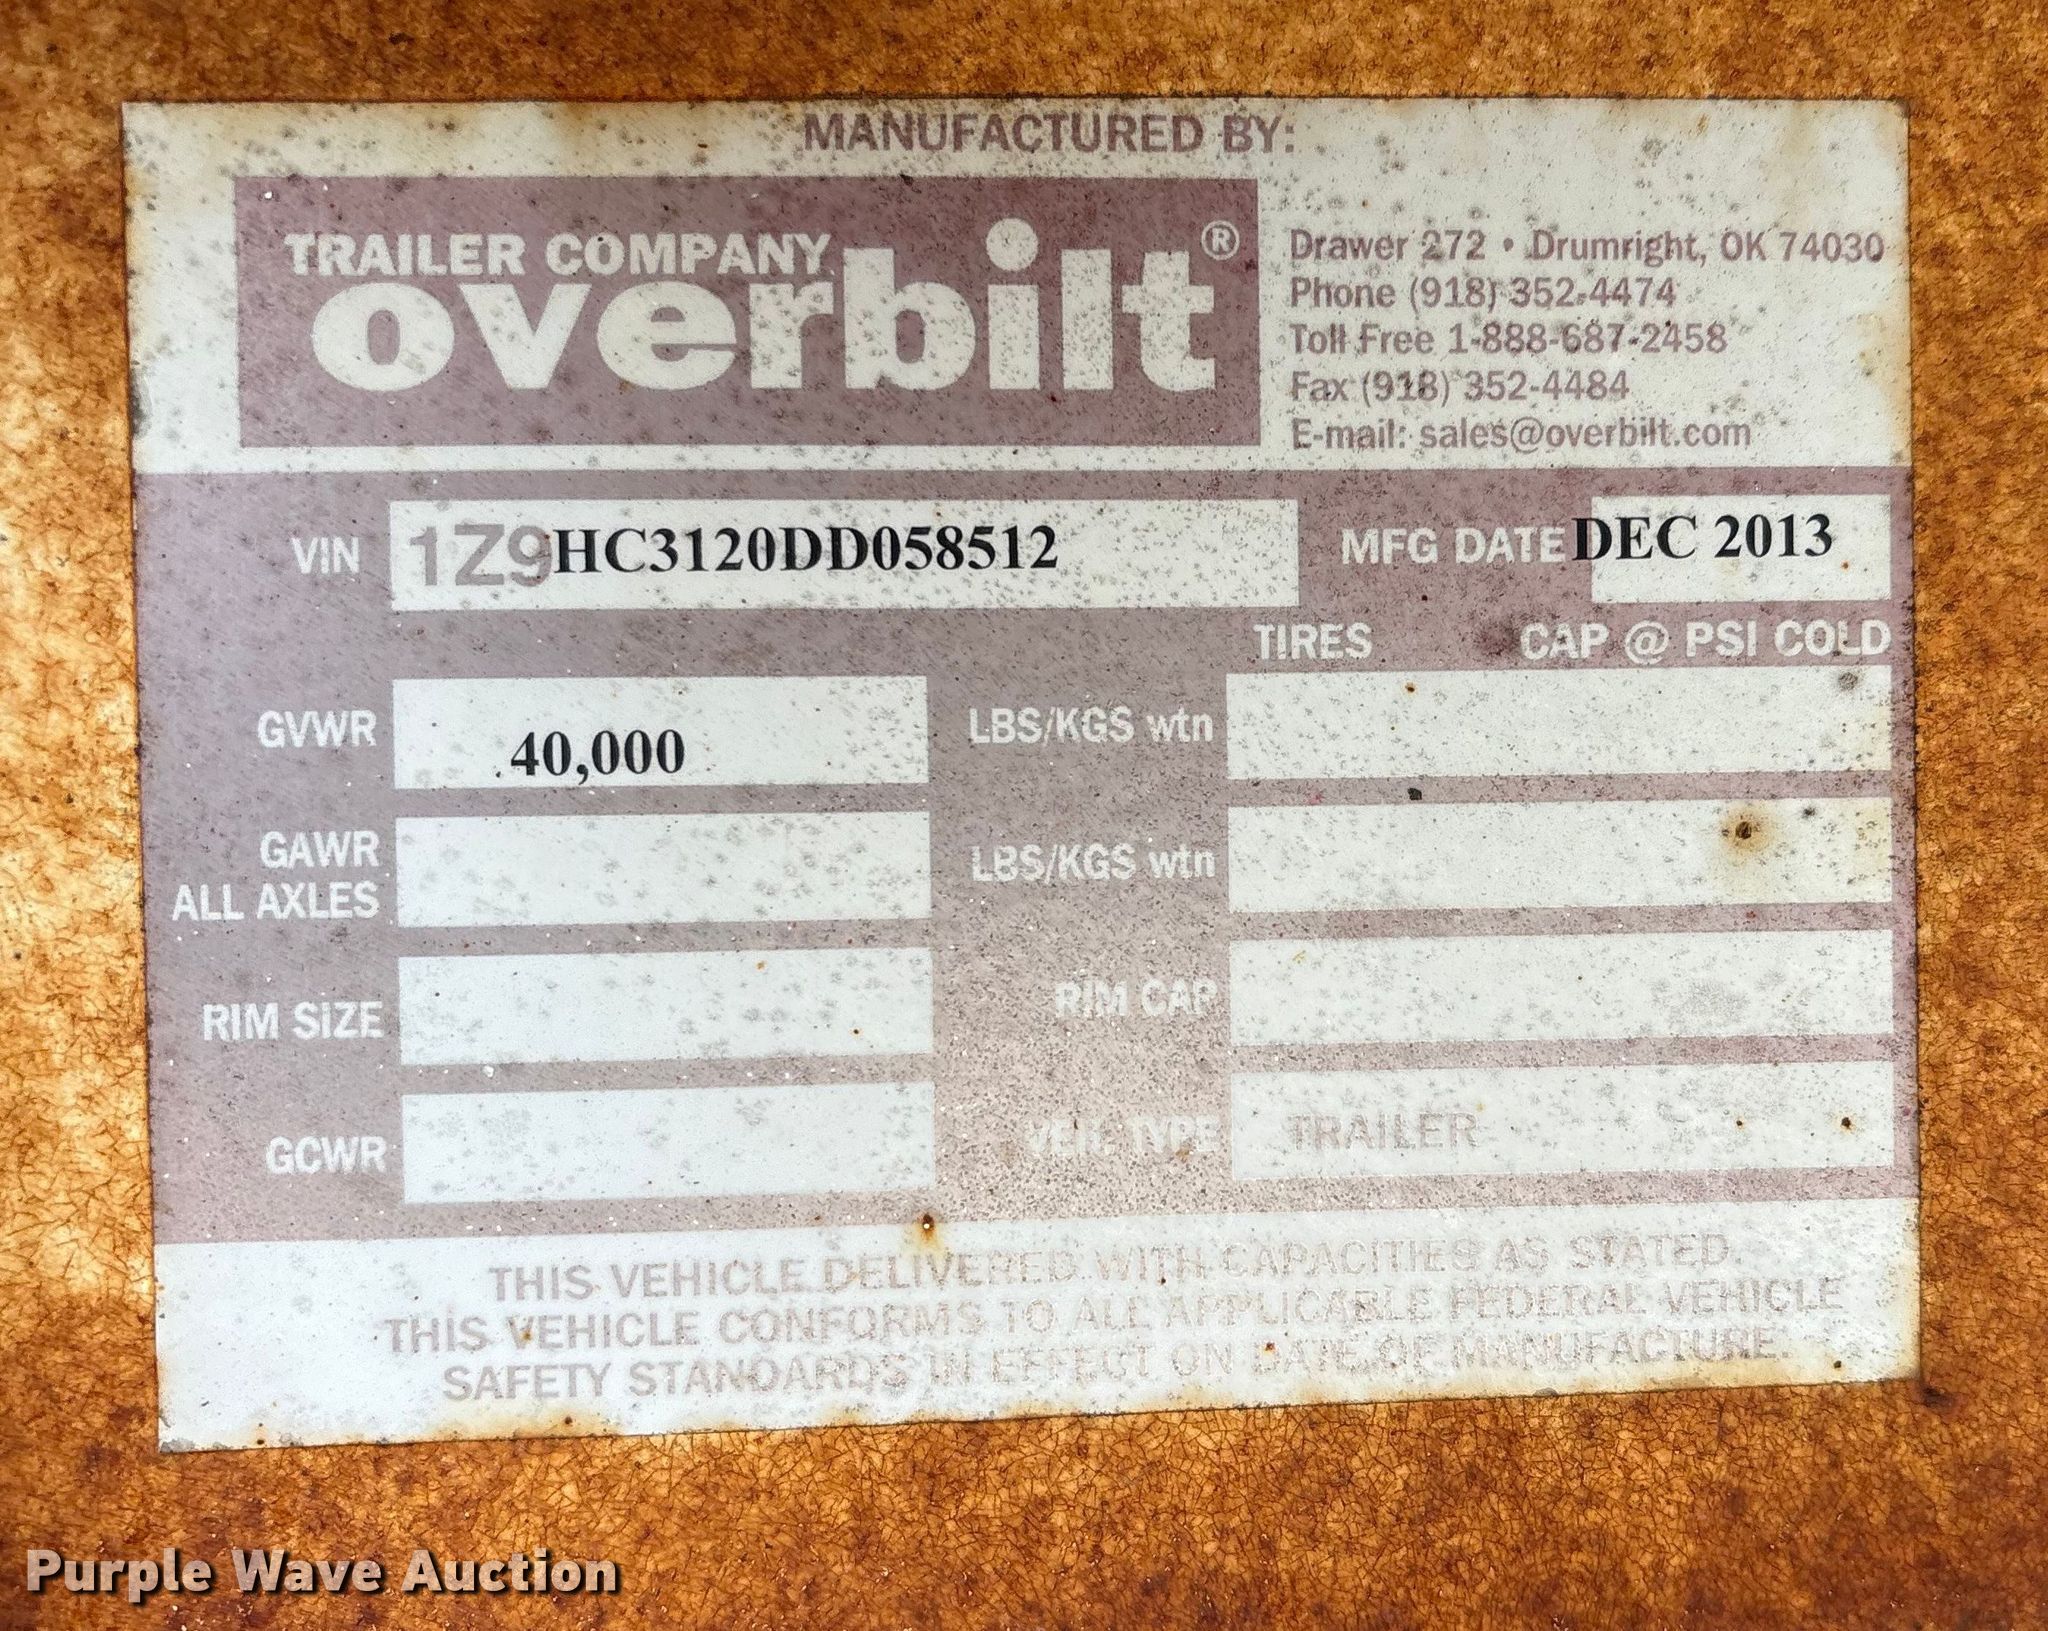 MANUFACTURED BY:
TRAILER COMPANY
overbilt®
Drawer 272 • Drumright, OK 74030
Phone (918) 352-4474
Toll Free 1-888-687-2458
Fax (918) 352-4484
E-mail: sales@overbilt.com
VIN 1Z9HC3120DD058512 MFG DATE DEC 2013
TIRES CAP @ PSI COLD
GVWR 40,000 LBS/KGS wtn
GAWR
ALL AXLES LBS/KGS wtn
RIM SIZE RIM CAP
GCWR VEH. TYPE TRAILER
THIS VEHICLE DELIVERED WITH CAPACITIES AS STATED.
THIS VEHICLE CONFORMS TO ALL APPLICABLE FEDERAL VEHICLE
SAFETY STANDARDS IN EFFECT ON DATE OF MANUFACTURE.
Purple Wave Auction